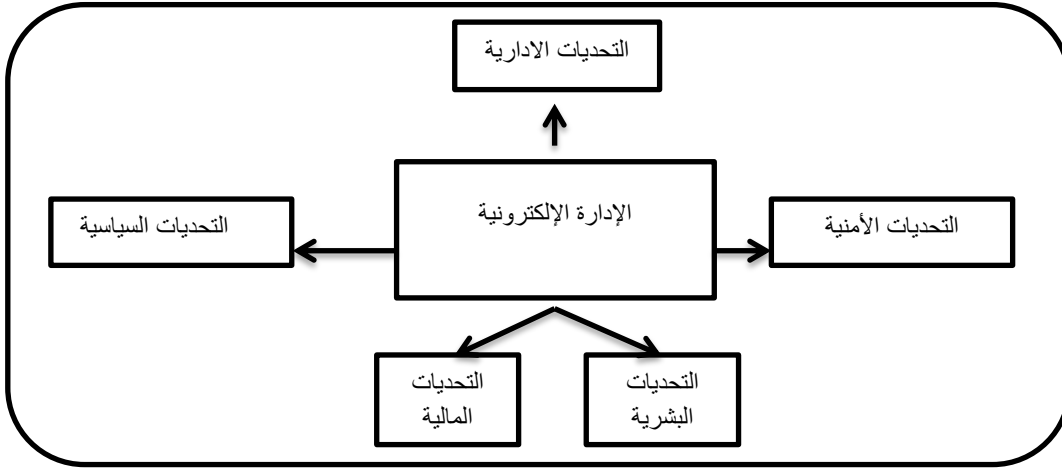 التحديات الادارية
الإدارة الإلكترونية
التحديات الأمنية
التحديات السياسية
التحديات
البشرية
التحديات
المالية